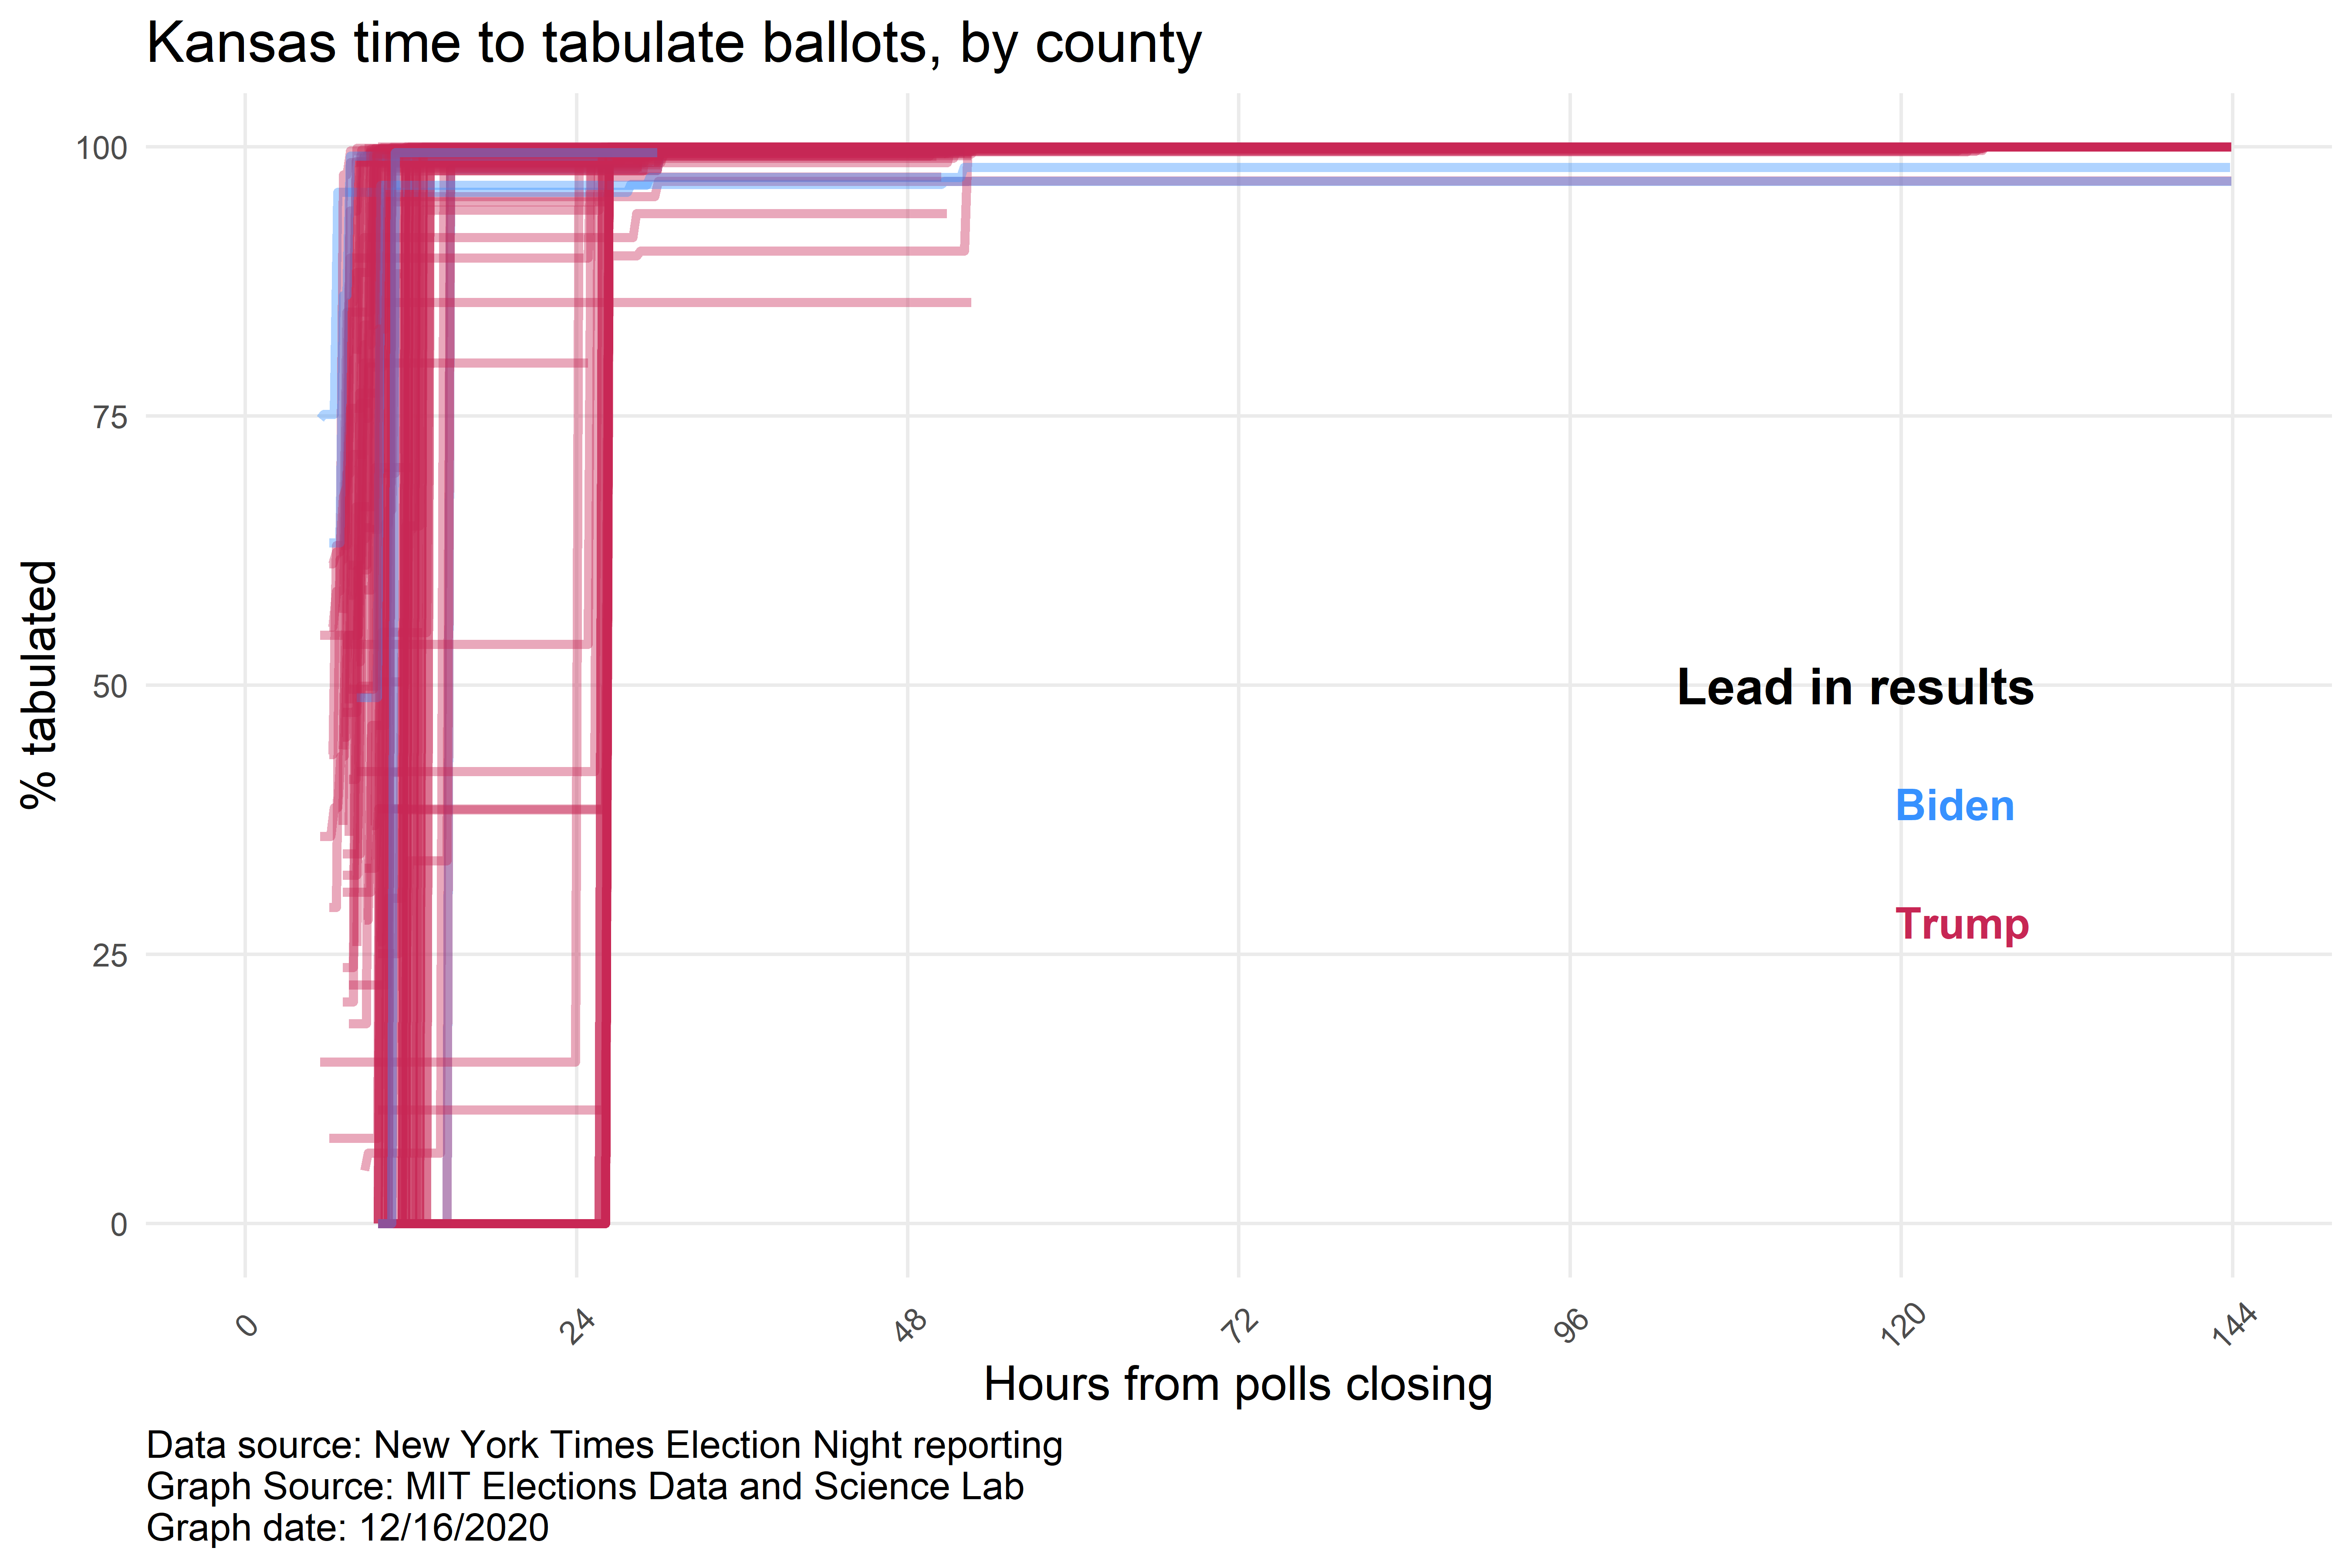 Kansas time to tabulate ballots, by county
100
75
50
25
0
% tabulated
Lead in results
Biden
Trump
0
24
48
72
96
120
144
Hours from polls closing
Data source: New York Times Election Night reporting
Graph Source: MIT Elections Data and Science Lab
Graph date: 12/16/2020